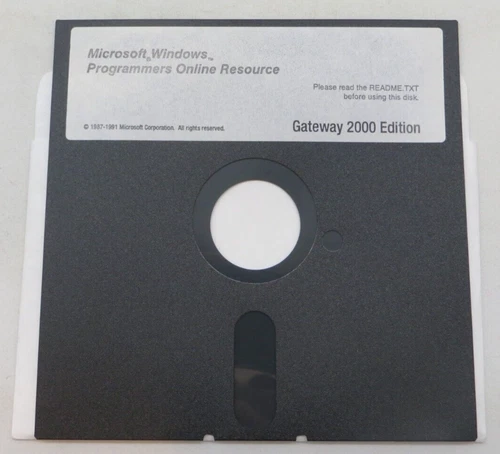 Microsoft® Windows™
Programmers Online Resource
Please read the README.TXT
before using this disk.
© 1987-1991 Microsoft Corporation. All rights reserved.
Gateway 2000 Edition